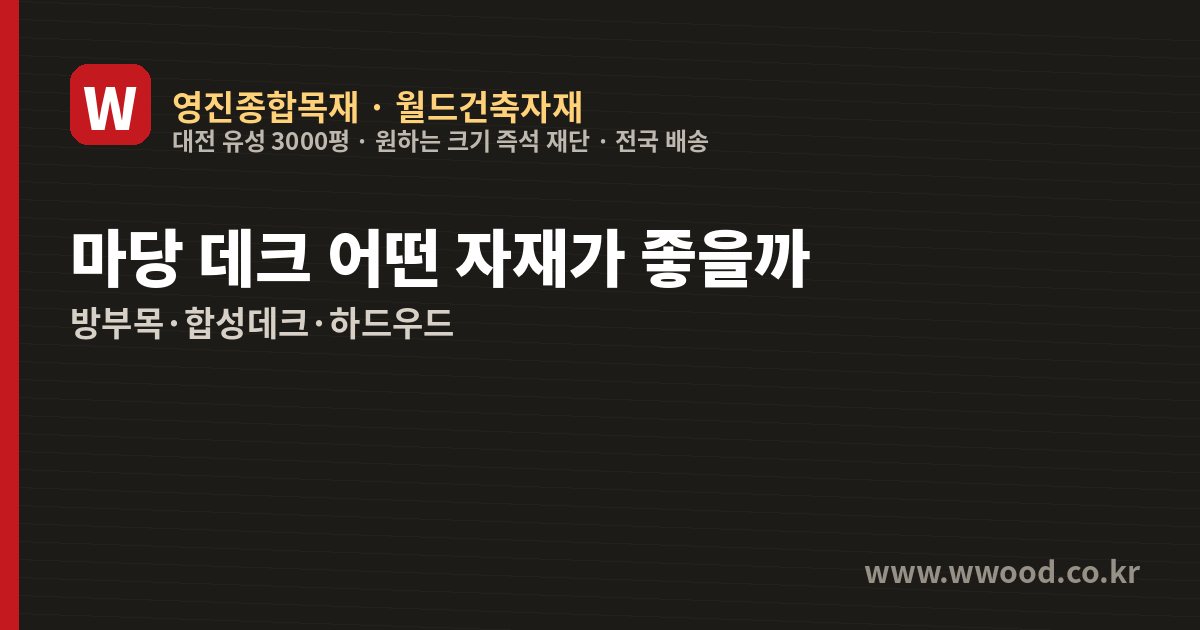 W
영진종합목재 · 월드건축자재
대전 유성 3000평 · 원하는 크기 즉석 재단 · 전국 배송
마당 데크 어떤 자재가 좋을까
방부목·합성데크·하드우드
www.wwood.co.kr